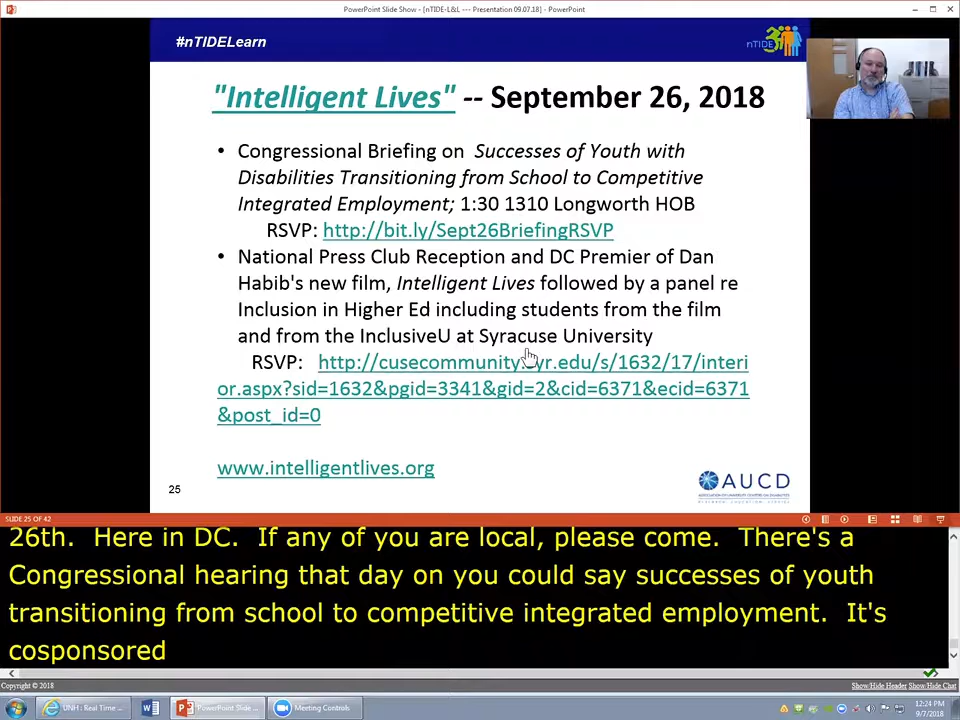 PowerPoint Slide Show - [nTIDE-L&L --- Presentation 09.07.18] - PowerPoint
#nTIDELearn
nTIDE
"Intelligent Lives" -- September 26, 2018
• Congressional Briefing on Successes of Youth with
Disabilities Transitioning from School to Competitive
Integrated Employment; 1:30 1310 Longworth HOB
RSVP: http://bit.ly/Sept26BriefingRSVP
• National Press Club Reception and DC Premier of Dan
Habib's new film, Intelligent Lives followed by a panel re
Inclusion in Higher Ed including students from the film
and from the InclusiveU at Syracuse University
RSVP: http://cusecommunity.syr.edu/s/1632/17/interi
or.aspx?sid=1632&pgid=3341&gid=2&cid=6371&ecid=6371
&post_id=0
www.intelligentlives.org
25
AUCD
ASSOCIATION OF UNIVERSITY CENTERS ON DISABILITIES
SLIDE 25 OF 42
26th. Here in DC. If any of you are local, please come. There's a
Congressional hearing that day on you could say successes of youth
transitioning from school to competitive integrated employment. It's
cosponsored
Copyright © 2018
Show/Hide Header Show/Hide Chat
UNH : Real Time ...
PowerPoint Slide ...
Meeting Controls
12:24 PM
9/7/2018